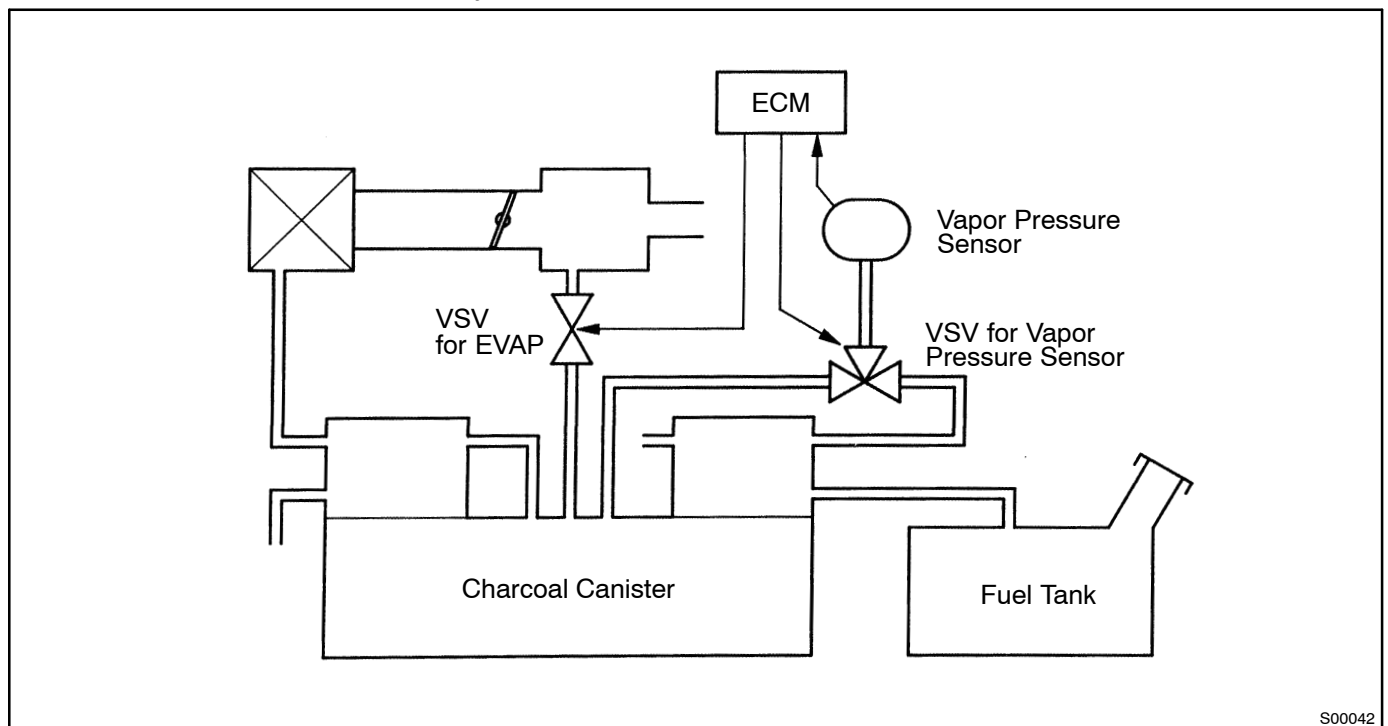 ECM
Vapor Pressure
Sensor
VSV
for EVAP
VSV for Vapor
Pressure Sensor
Charcoal Canister
Fuel Tank
S00042